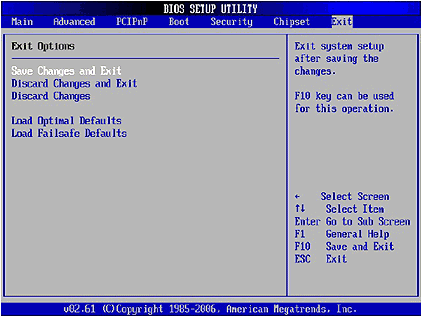 BIOS SETUP UTILITY
Main Advanced PCIPnP Boot Security Chipset Exit
Exit Options
Save Changes and Exit
Discard Changes and Exit
Discard Changes
Load Optimal Defaults
Load Failsafe Defaults
Exit system setup
after saving the
changes.
F10 key can be used
for this operation.
← Select Screen
↑↓ Select Item
Enter Go to Sub Screen
F1 General Help
F10 Save and Exit
ESC Exit
v02.61 (C)Copyright 1985-2006, American Megatrends, Inc.